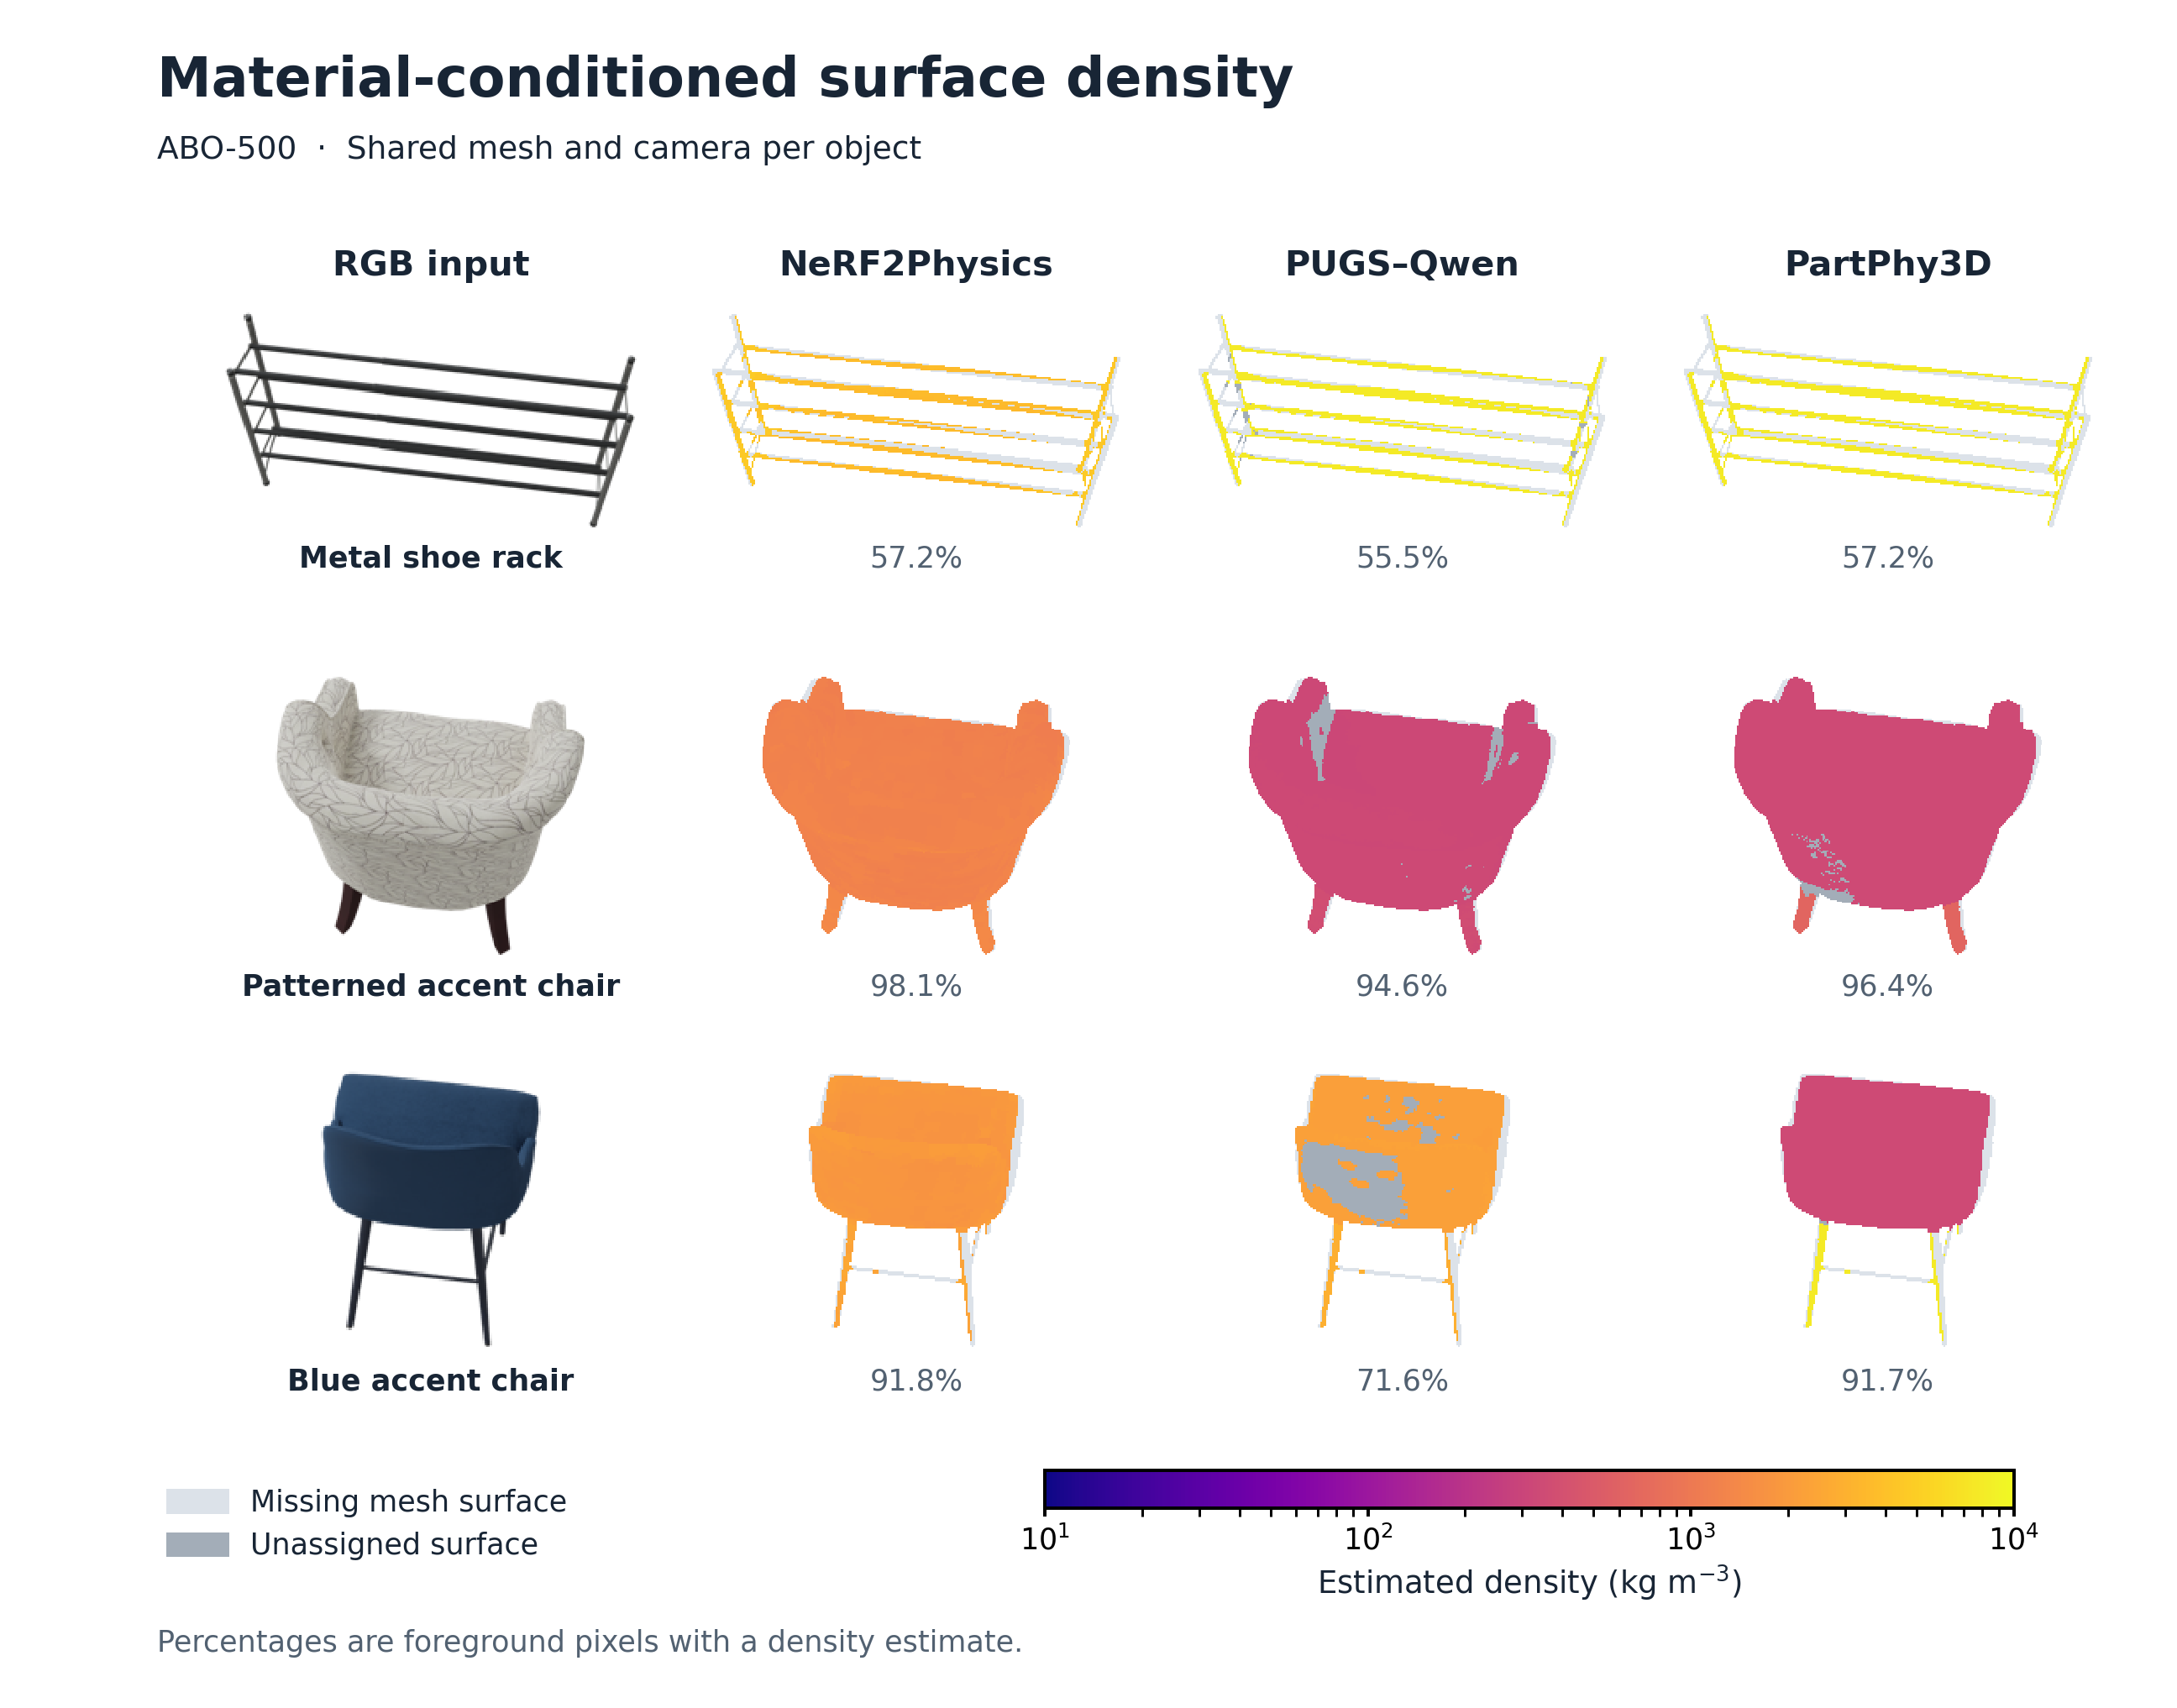 Material-conditioned surface density
ABO-500 · Shared mesh and camera per object
RGB input
NeRF2Physics
PUGS–Qwen
PartPhy3D
Metal shoe rack
57.2%
55.5%
57.2%
Patterned accent chair
98.1%
94.6%
96.4%
Blue accent chair
91.8%
71.6%
91.7%
Missing mesh surface
Unassigned surface
10¹ 10² 10³ 10⁴
Estimated density (kg m⁻³)
Percentages are foreground pixels with a density estimate.